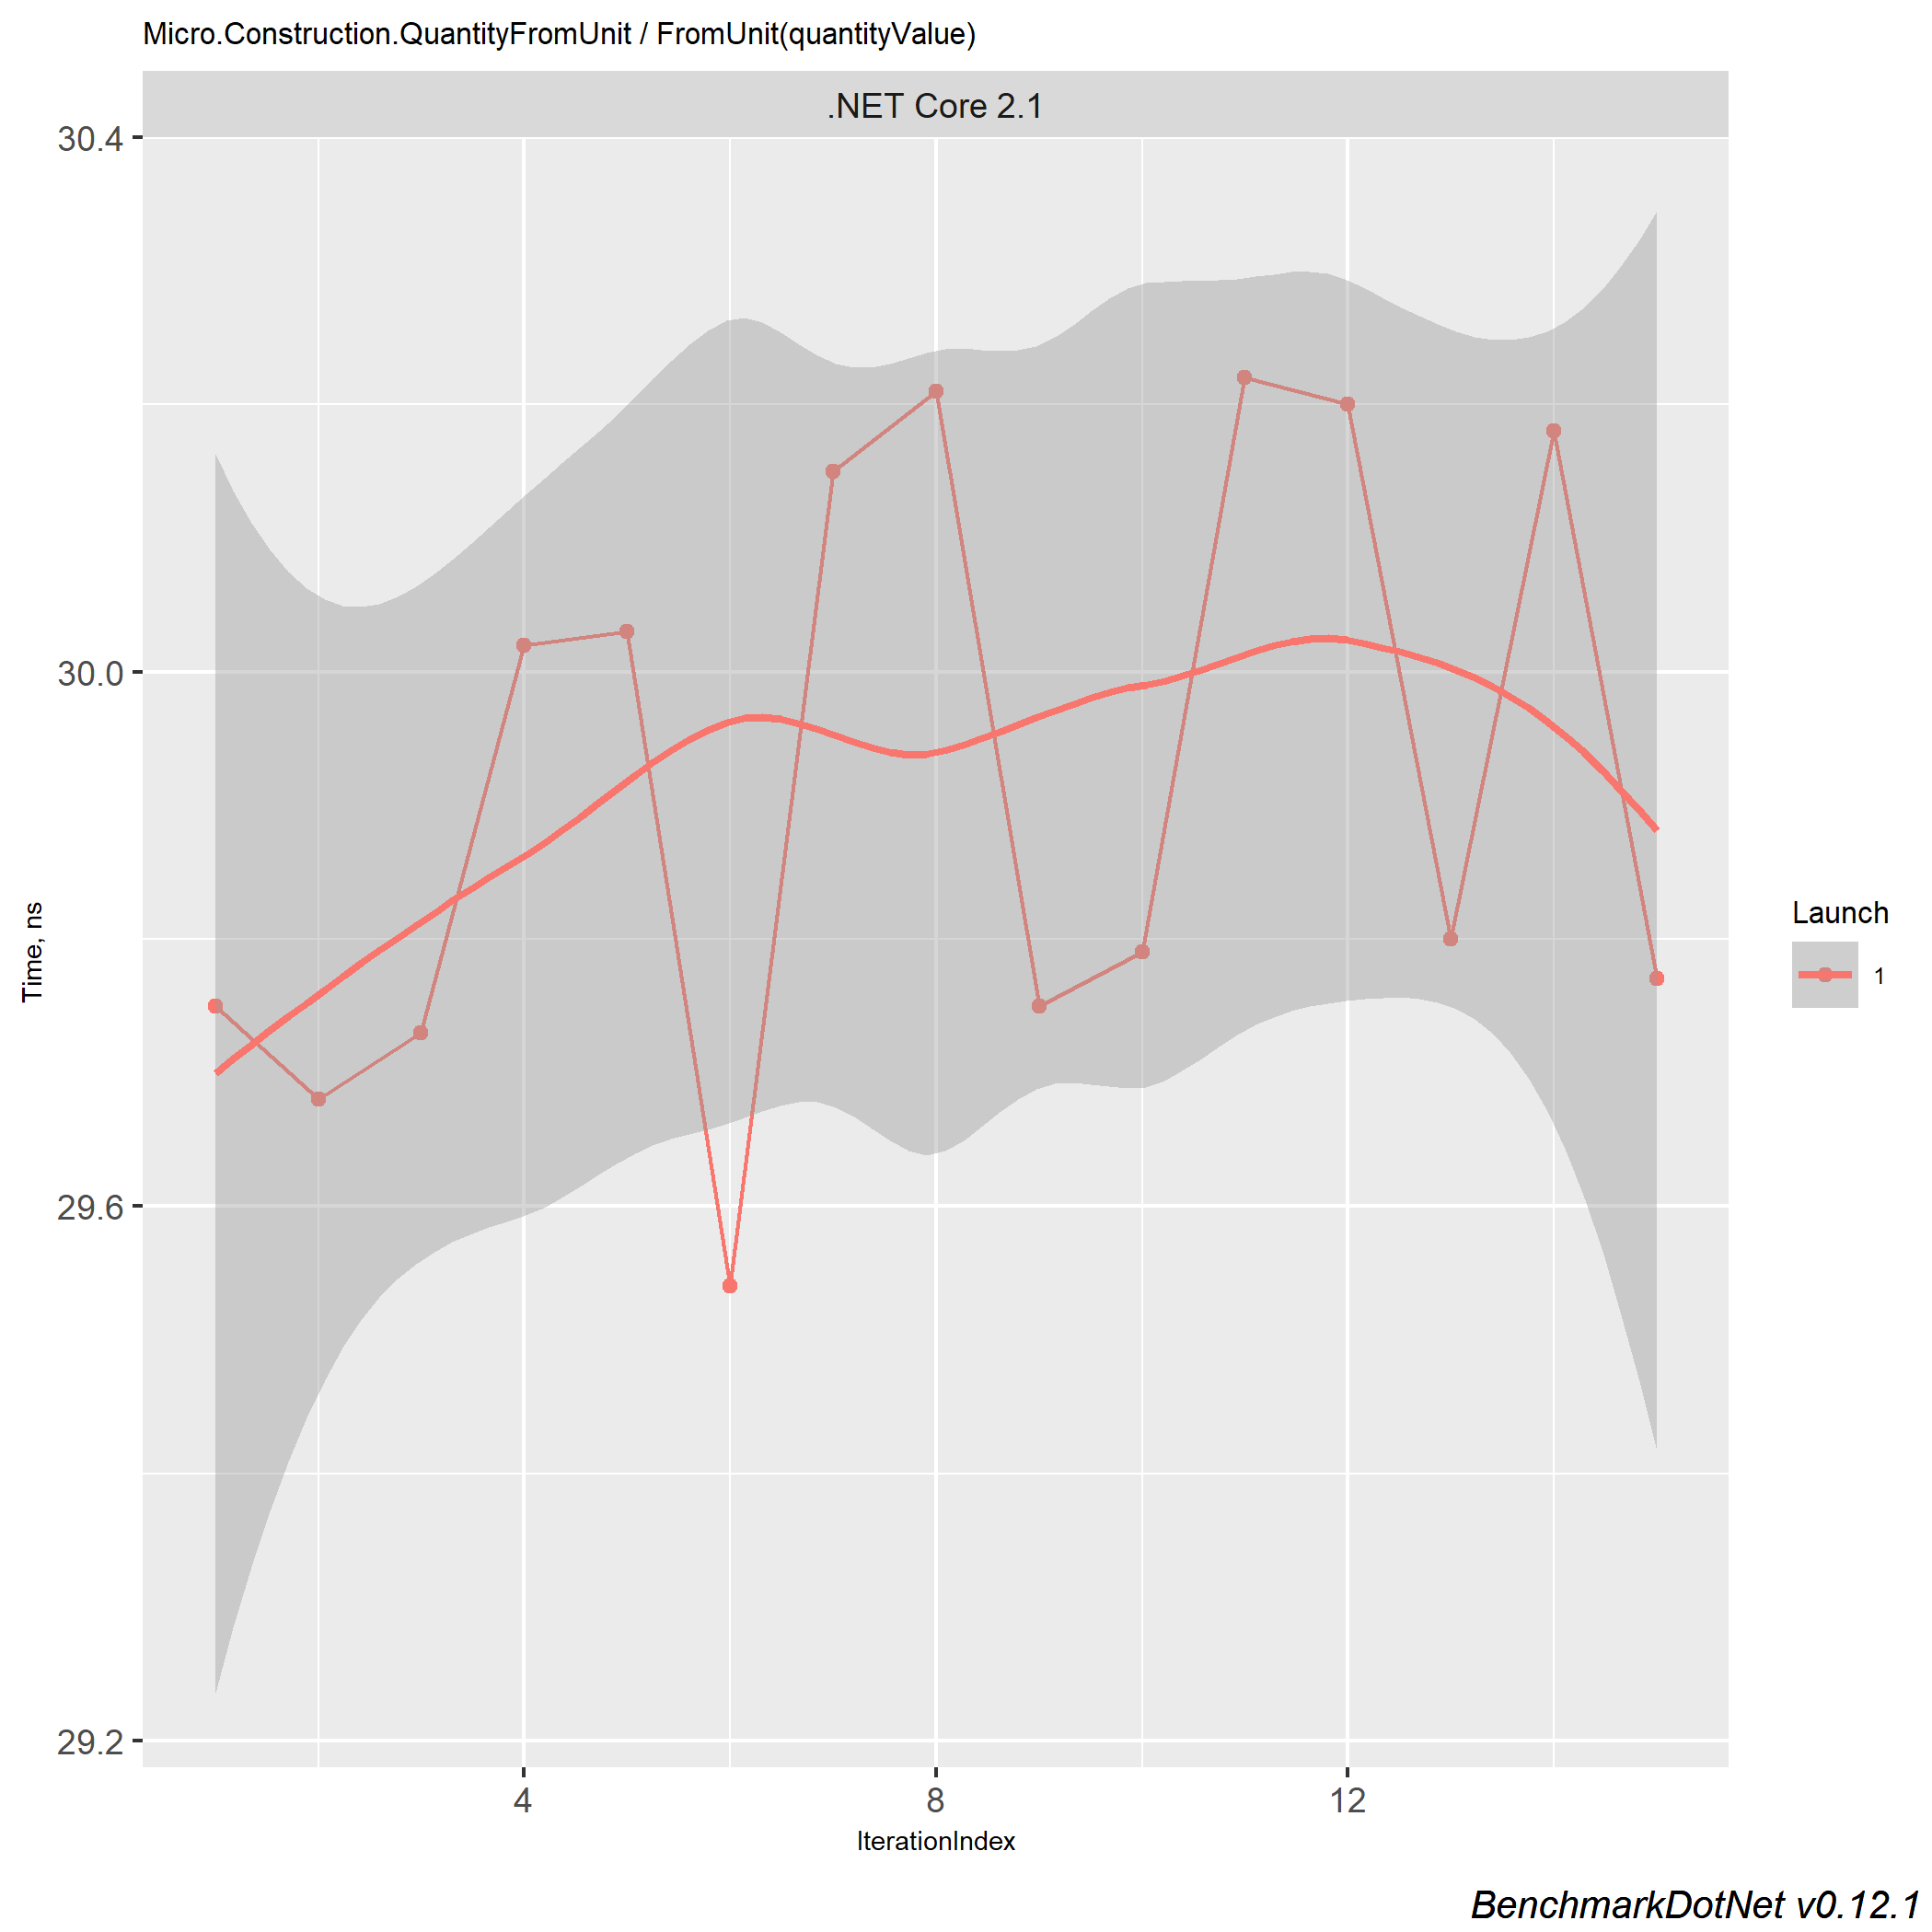 Micro.Construction.QuantityFromUnit / FromUnit(quantityValue)
.NET Core 2.1
30.4
30.0
29.6
29.2
Time, ns
4 8 12
IterationIndex
Launch
1
BenchmarkDotNet v0.12.1